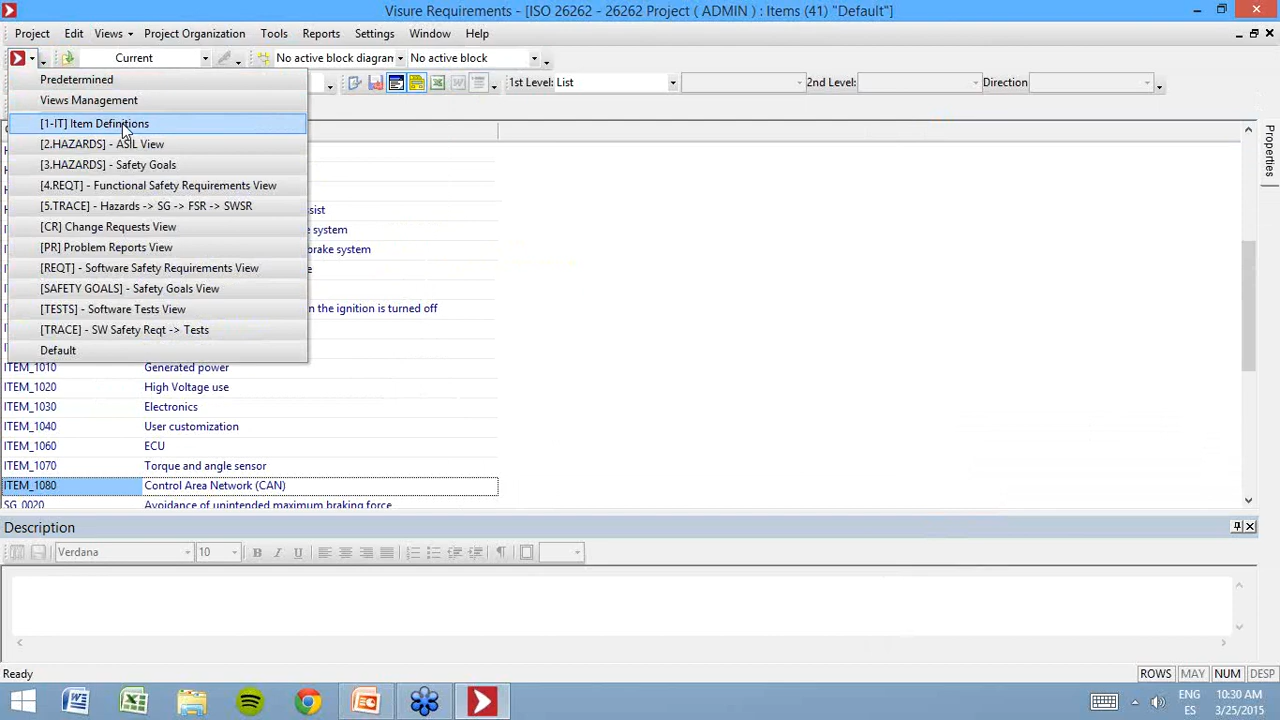 Visure Requirements - [ISO 26262 - 26262 Project ( ADMIN ) : Items (41) "Default"]
Project Edit Views Project Organization Tools Reports Settings Window Help
Current No active block diagran No active block
1st Level: List 2nd Level: Direction
Predetermined
Views Management
[1-IT] Item Definitions
[2.HAZARDS] - ASIL View
[3.HAZARDS] - Safety Goals
[4.REQT] - Functional Safety Requirements View
[5.TRACE] - Hazards -> SG -> FSR -> SWSR
[CR] Change Requests View
[PR] Problem Reports View
[REQT] - Software Safety Requirements View
[SAFETY GOALS] - Safety Goals View
[TESTS] - Software Tests View
[TRACE] - SW Safety Reqt -> Tests
Default
Properties
sist
e system
brake system
e
n the ignition is turned off
ITEM_1010 Generated power
ITEM_1020 High Voltage use
ITEM_1030 Electronics
ITEM_1040 User customization
ITEM_1060 ECU
ITEM_1070 Torque and angle sensor
ITEM_1080 Control Area Network (CAN)
SG_0020 Avoidance of unintended maximum braking force
Description
Verdana 10 B I U
Ready ROWS MAY NUM DESP
ENG 10:30 AM
ES 3/25/2015